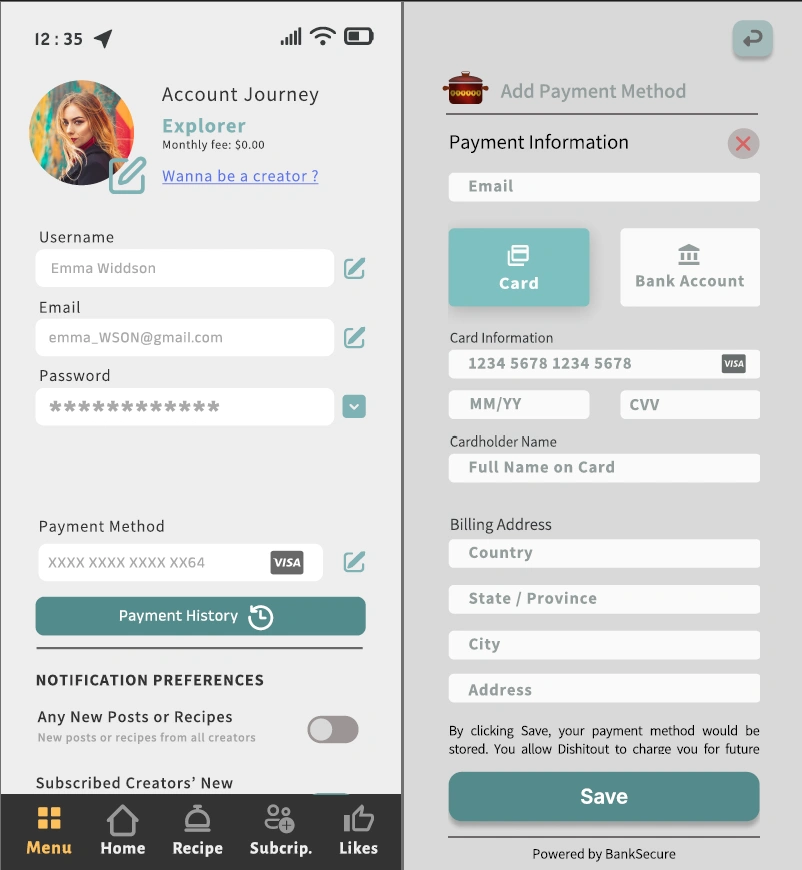 12:35
Account Journey
Explorer
Monthly fee: $0.00
Wanna be a creator ?
Username
Emma Widdson
Email
emma_WSON@gmail.com
Password
************
Payment Method
XXXX XXXX XXXX XX64 VISA
Payment History
NOTIFICATION PREFERENCES
Any New Posts or Recipes
New posts or recipes from all creators
Subscribed Creators’ New
Menu Home Recipe Subcrip. Likes
Add Payment Method
Payment Information
Email
Card Bank Account
Card Information
1234 5678 1234 5678 VISA
MM/YY CVV
Cardholder Name
Full Name on Card
Billing Address
Country
State / Province
City
Address
By clicking Save, your payment method would be
stored. You allow Dishitout to charge you for future
Save
Powered by BankSecure